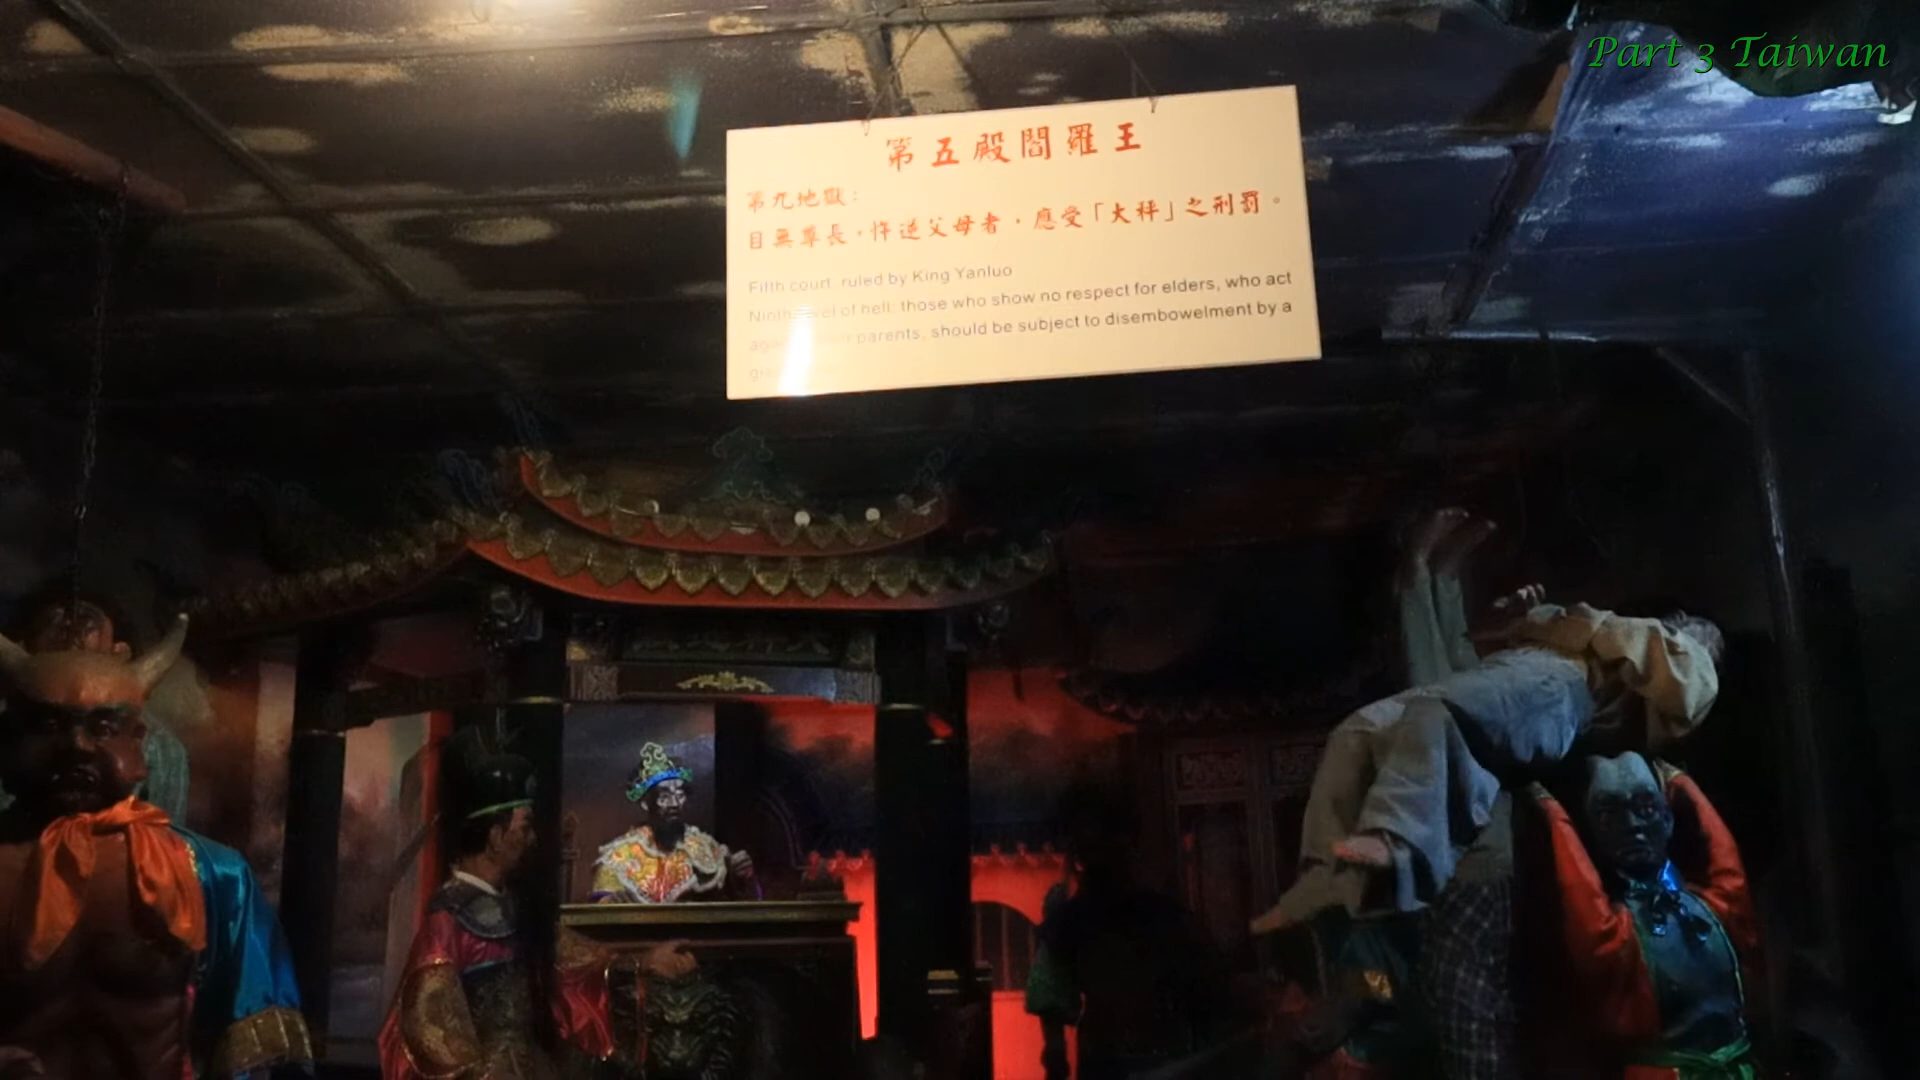 Part 3 Taiwan
第五殿閻羅王
第九地獄：
目無尊長，忤逆父母者，應受「大秤」之刑罰。
Fifth court, ruled by King Yanluo
Ninth level of hell: those who show no respect for elders, who act
parents, should be subject to disembowelment by a